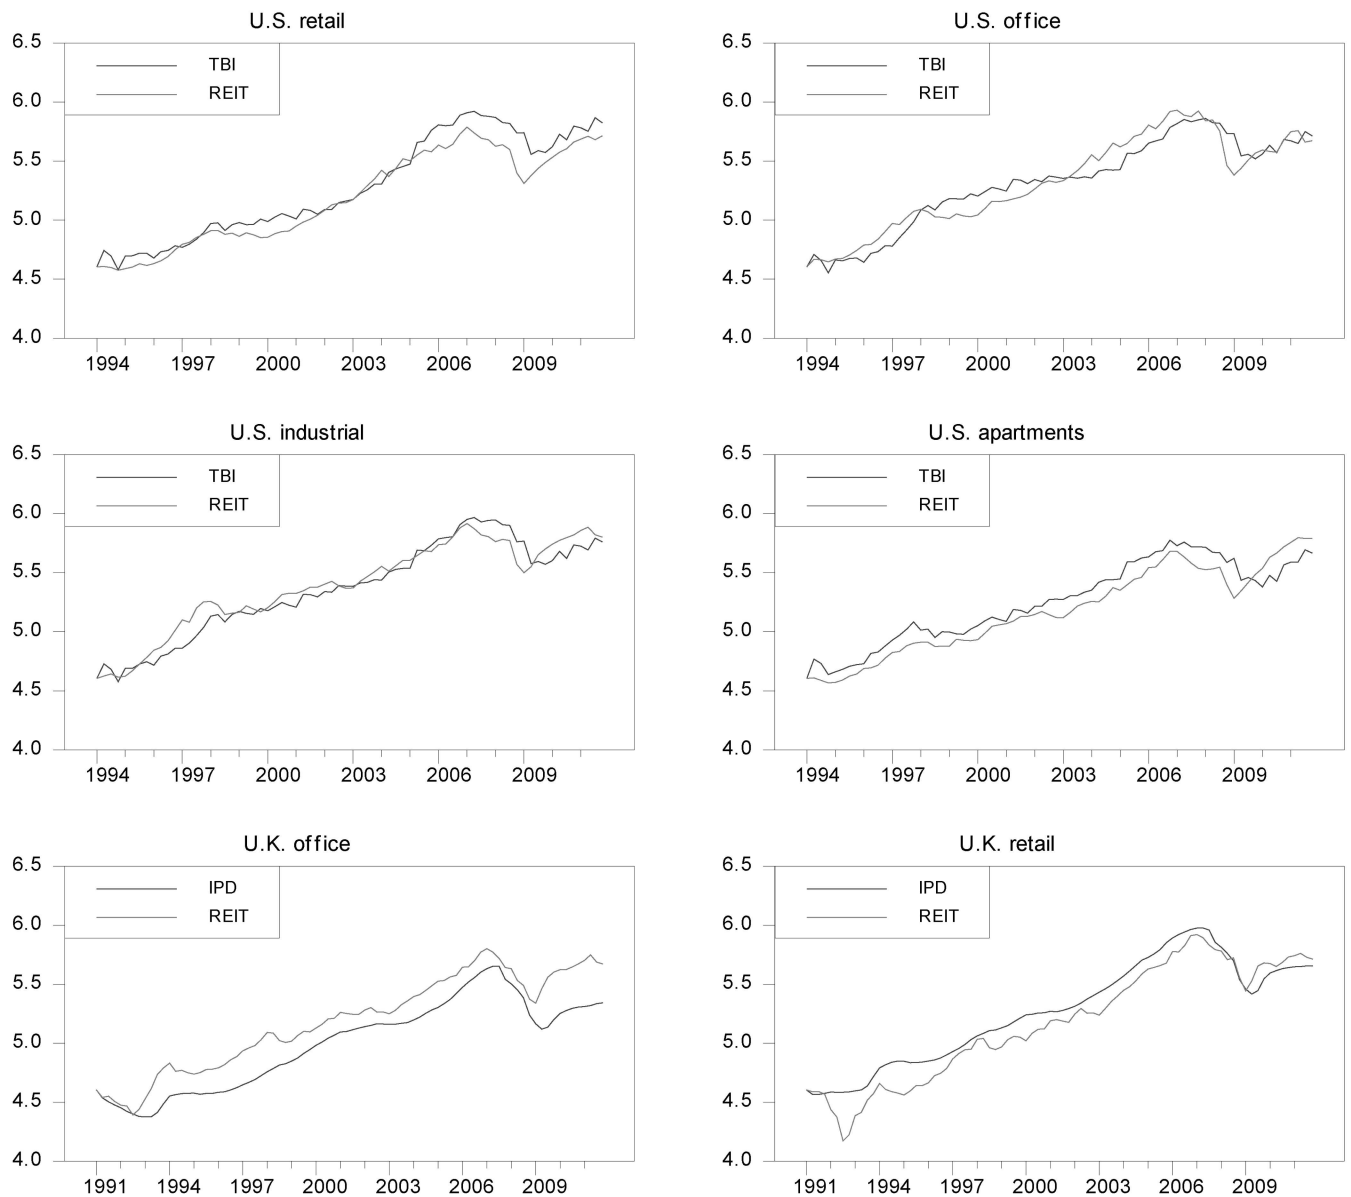 U.S. retail
6.5
6.0
5.5
5.0
4.5
4.0
TBI
REIT
1994 1997 2000 2003 2006 2009
U.S. office
6.5
6.0
5.5
5.0
4.5
4.0
TBI
REIT
1994 1997 2000 2003 2006 2009
U.S. industrial
6.5
6.0
5.5
5.0
4.5
4.0
TBI
REIT
1994 1997 2000 2003 2006 2009
U.S. apartments
6.5
6.0
5.5
5.0
4.5
4.0
TBI
REIT
1994 1997 2000 2003 2006 2009
U.K. office
6.5
6.0
5.5
5.0
4.5
4.0
IPD
REIT
1991 1994 1997 2000 2003 2006 2009
U.K. retail
6.5
6.0
5.5
5.0
4.5
4.0
IPD
REIT
1991 1994 1997 2000 2003 2006 2009